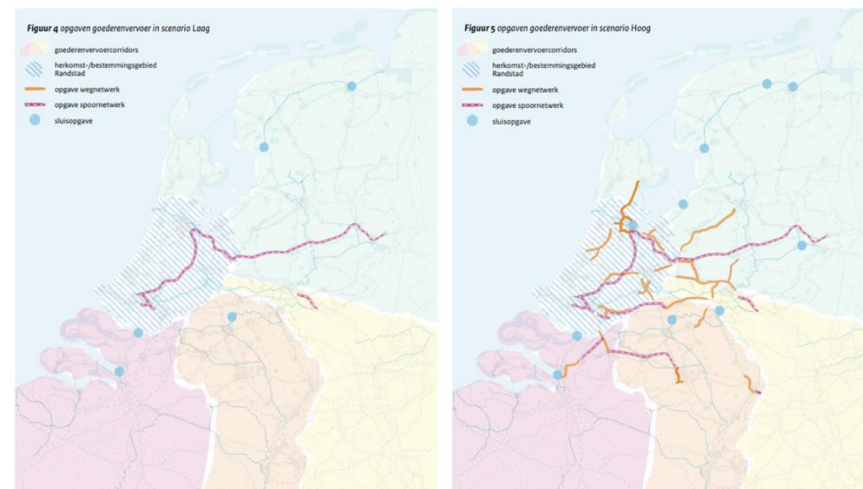 Figuur 4 opgaven goederenvervoer in scenario Laag
goederenvervoercorridors
herkomst-/bestemmingsgebied
Randstad
opgave wegnetwerk
opgave spoornetwerk
sluisopgave
Figuur 5 opgaven goederenvervoer in scenario Hoog
goederenvervoercorridors
herkomst-/bestemmingsgebied
Randstad
opgave wegnetwerk
opgave spoornetwerk
sluisopgave